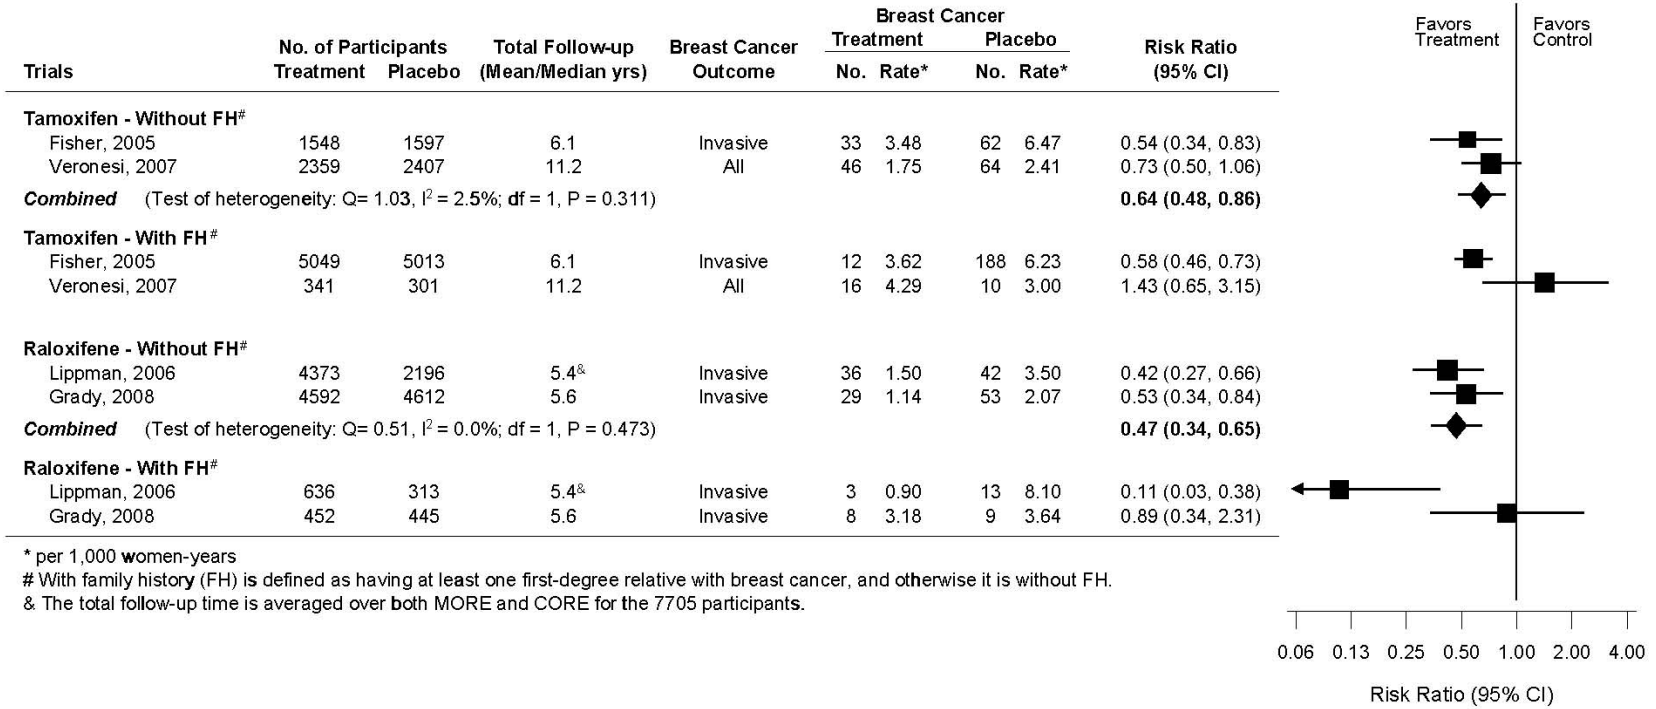 Breast Cancer
Favors Treatment Favors Control
No. of Participants Total Follow-up Breast Cancer Treatment Placebo Risk Ratio
Trials Treatment Placebo (Mean/Median yrs) Outcome No. Rate* No. Rate* (95% CI)
Tamoxifen - Without FH#
Fisher, 2005 1548 1597 6.1 Invasive 33 3.48 62 6.47 0.54 (0.34, 0.83)
Veronesi, 2007 2359 2407 11.2 All 46 1.75 64 2.41 0.73 (0.50, 1.06)
Combined (Test of heterogeneity: Q= 1.03, I² = 2.5%; df = 1, P = 0.311) 0.64 (0.48, 0.86)
Tamoxifen - With FH#
Fisher, 2005 5049 5013 6.1 Invasive 12 3.62 188 6.23 0.58 (0.46, 0.73)
Veronesi, 2007 341 301 11.2 All 16 4.29 10 3.00 1.43 (0.65, 3.15)
Raloxifene - Without FH#
Lippman, 2006 4373 2196 5.4& Invasive 36 1.50 42 3.50 0.42 (0.27, 0.66)
Grady, 2008 4592 4612 5.6 Invasive 29 1.14 53 2.07 0.53 (0.34, 0.84)
Combined (Test of heterogeneity: Q= 0.51, I² = 0.0%; df = 1, P = 0.473) 0.47 (0.34, 0.65)
Raloxifene - With FH#
Lippman, 2006 636 313 5.4& Invasive 3 0.90 13 8.10 0.11 (0.03, 0.38)
Grady, 2008 452 445 5.6 Invasive 8 3.18 9 3.64 0.89 (0.34, 2.31)
* per 1,000 women-years
# With family history (FH) is defined as having at least one first-degree relative with breast cancer, and otherwise it is without FH.
& The total follow-up time is averaged over both MORE and CORE for the 7705 participants.
0.06 0.13 0.25 0.50 1.00 2.00 4.00
Risk Ratio (95% CI)